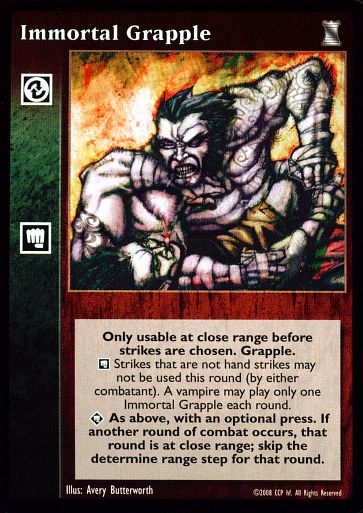 Immortal Grapple
Only usable at close range before
strikes are chosen. Grapple.
Strikes that are not hand strikes may
not be used this round (by either
combatant). A vampire may play only one
Immortal Grapple each round.
As above, with an optional press. If
another round of combat occurs, that
round is at close range; skip the
determine range step for that round.
Illus: Avery Butterworth
©2008 CCP hf. All Rights Reserved